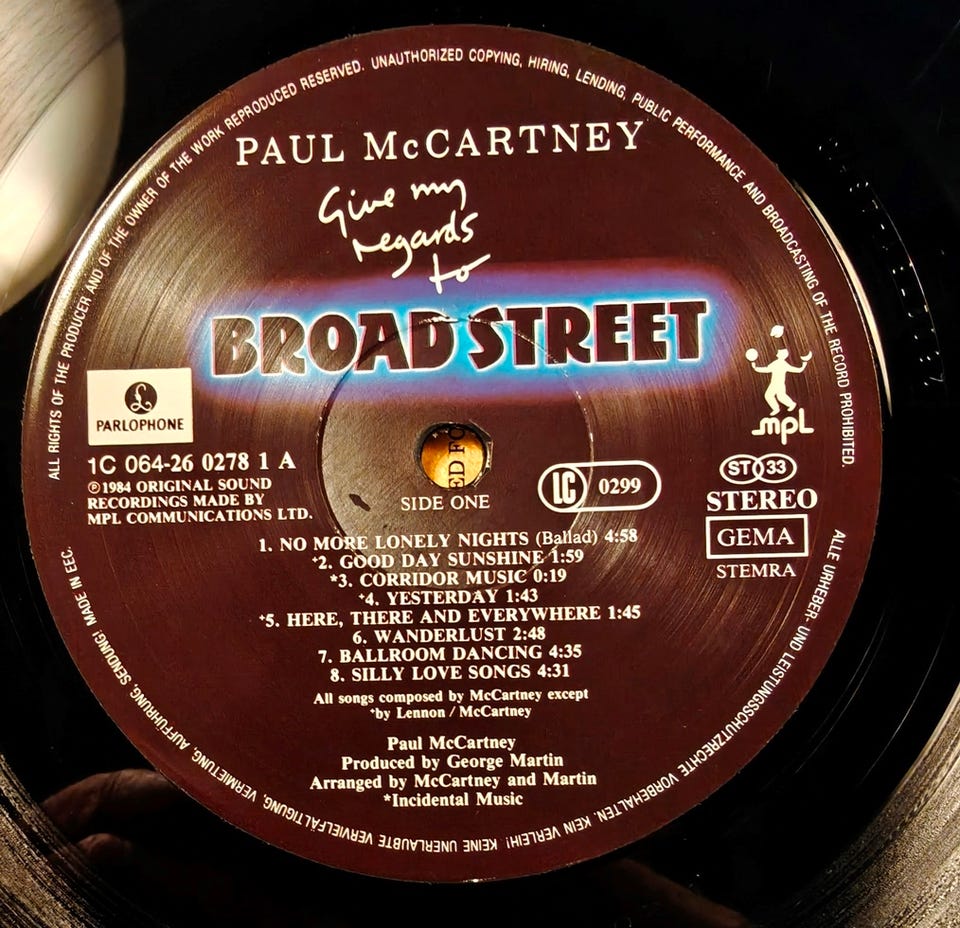 ALL RIGHTS OF THE PRODUCER AND OF THE OWNER OF THE WORK REPRODUCED RESERVED. UNAUTHORIZED COPYING, HIRING, LENDING, PUBLIC PERFORMANCE AND BROADCASTING OF THE RECORD PROHIBITED.
PAUL McCARTNEY
Give my
regards
to
BROAD STREET
£
PARLOPHONE
mpL
1C 064-26 0278 1 A
℗1984 ORIGINAL SOUND
RECORDINGS MADE BY
MPL COMMUNICATIONS LTD.
ED FO
SIDE ONE
LC 0299
ST 33
STEREO
GEMA
STEMRA
1. NO MORE LONELY NIGHTS (Ballad) 4:58
+2. GOOD DAY SUNSHINE 1:59
*3. CORRIDOR MUSIC 0:19
+4. YESTERDAY 1:43
+5. HERE, THERE AND EVERYWHERE 1:45
6. WANDERLUST 2:48
7. BALLROOM DANCING 4:35
8. SILLY LOVE SONGS 4:31
All songs composed by McCartney except
+by Lennon / McCartney
Paul McCartney
Produced by George Martin
Arranged by McCartney and Martin
*Incidental Music
ALLE URHEBER- UND LEISTUNGSSCHUTZRECHTE VORBEHALTEN. KEIN VERLEIH! KEINE UNERLAUBTE VERVIELFÄLTIGUNG, VERMIETUNG, AUFFÜHRUNG, SENDUNG! MADE IN EEC.